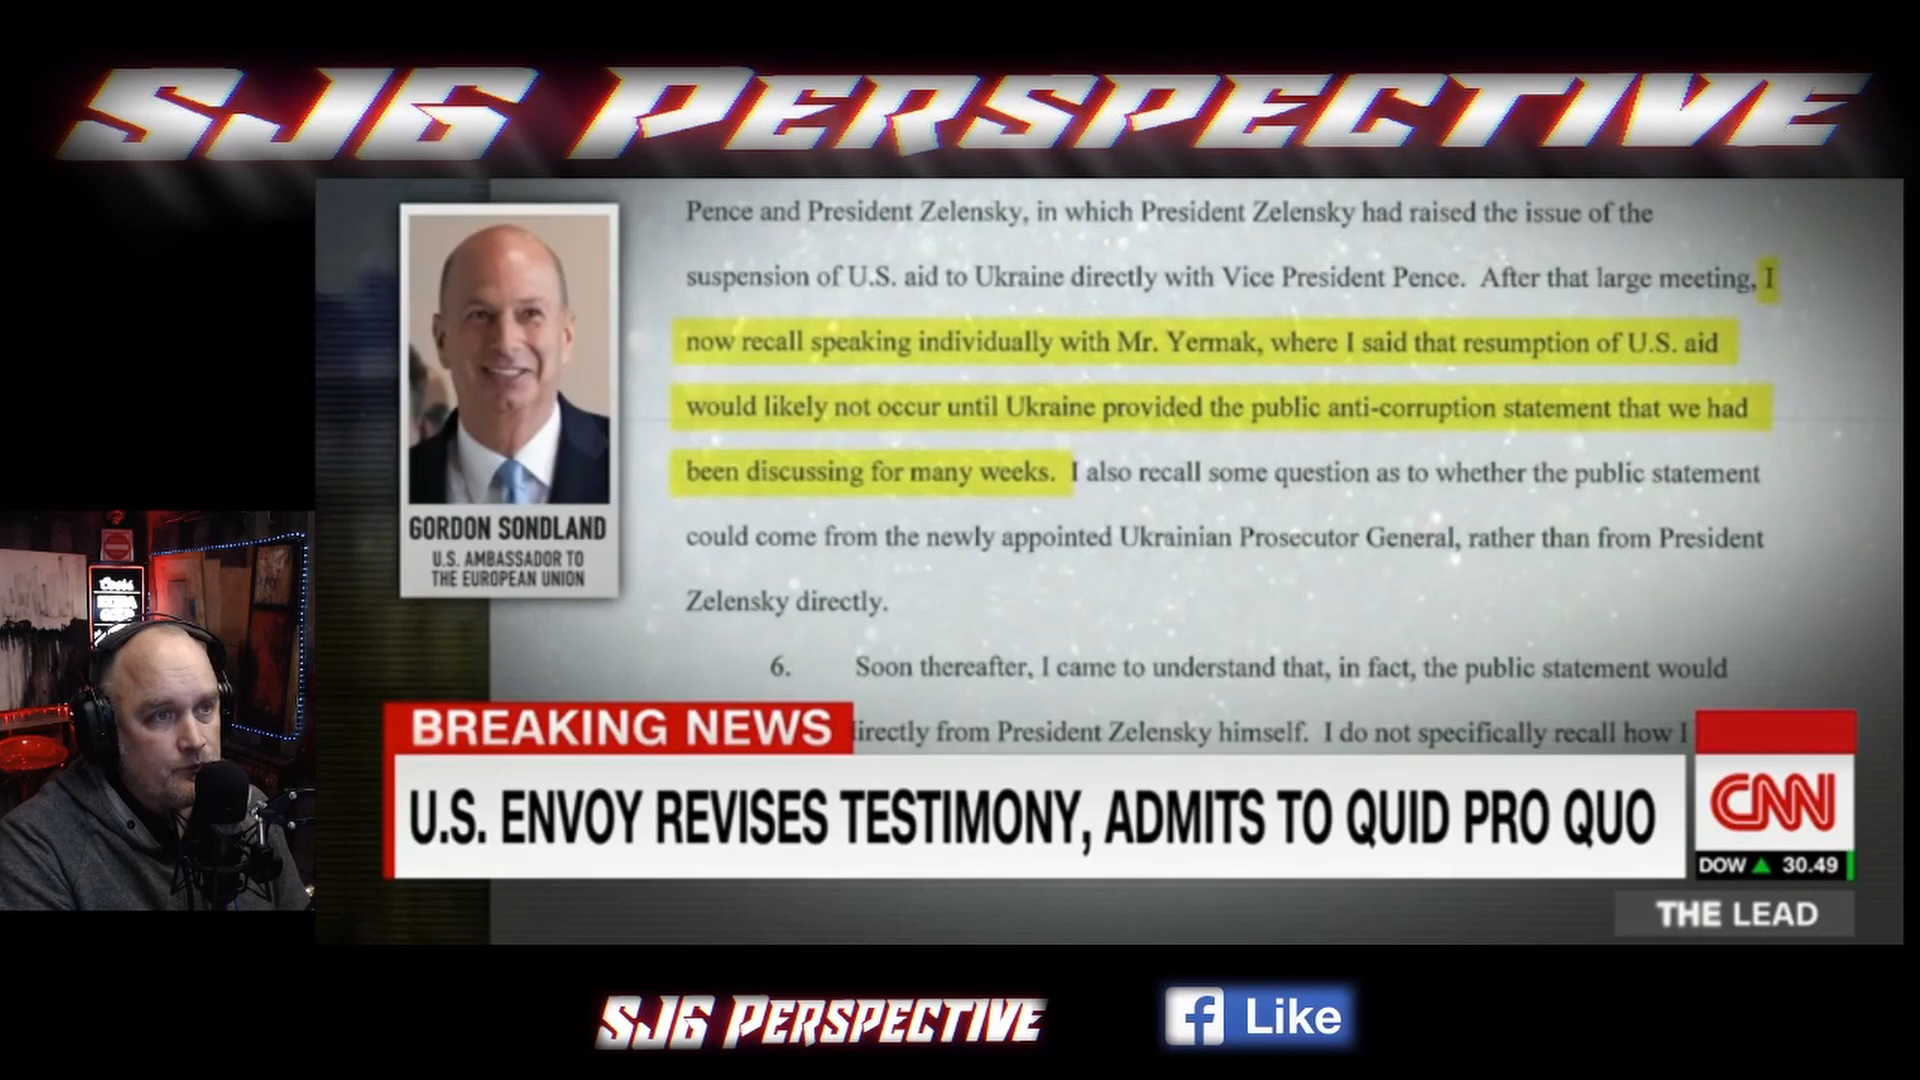 SJG PERSPECTIVE
Pence and President Zelensky, in which President Zelensky had raised the issue of the
suspension of U.S. aid to Ukraine directly with Vice President Pence. After that large meeting, I
now recall speaking individually with Mr. Yermak, where I said that resumption of U.S. aid
would likely not occur until Ukraine provided the public anti-corruption statement that we had
been discussing for many weeks. I also recall some question as to whether the public statement
could come from the newly appointed Ukrainian Prosecutor General, rather than from President
Zelensky directly.
6. Soon thereafter, I came to understand that, in fact, the public statement would
directly from President Zelensky himself. I do not specifically recall how I
GORDON SONDLAND
U.S. AMBASSADOR TO
THE EUROPEAN UNION
Coors
EXTRA
GOLD
BREAKING NEWS
U.S. ENVOY REVISES TESTIMONY, ADMITS TO QUID PRO QUO
CNN
DOW ▲ 30.49
THE LEAD
SJG PERSPECTIVE
f Like